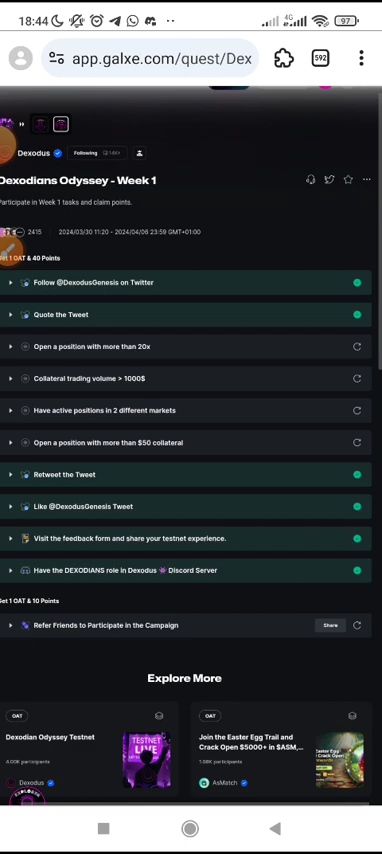 18:44
4G
97
app.galxe.com/quest/Dex
592
Dexodus
Following
Dexodians Odyssey - Week 1
Participate in Week 1 tasks and claim points.
2415
2024/03/30 11:20 - 2024/04/06 23:59 GMT+01:00
et 1 OAT & 40 Points
Follow @DexodusGenesis on Twitter
Quote the Tweet
Open a position with more than 20x
Collateral trading volume > 1000$
Have active positions in 2 different markets
Open a position with more than $50 collateral
Retweet the Tweet
Like @DexodusGenesis Tweet
Visit the feedback form and share your testnet experience.
Have the DEXODIANS role in Dexodus 👾 Discord Server
et 1 OAT & 10 Points
Refer Friends to Participate in the Campaign
Share
Explore More
OAT
Dexodian Odyssey Testnet
4.00K participants
TESTNET
LIVE
Dexodus
OAT
Join the Easter Egg Trail and
Crack Open $5000+ in $ASM,...
1.08K participants
AsMatch